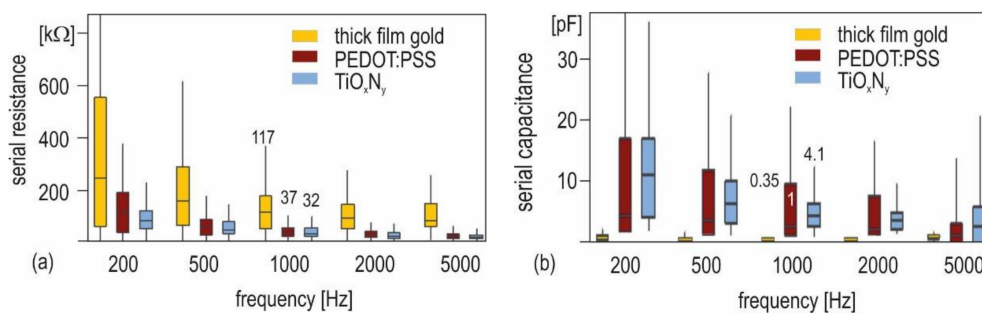 [kΩ]
thick film gold
PEDOT:PSS
TiOxNy
serial resistance
600
400
200
117
37
32
200
500
1000
2000
5000
(a)
frequency [Hz]
[pF]
thick film gold
PEDOT:PSS
TiOxNy
serial capacitance
30
20
10
0.35
1
4.1
200
500
1000
2000
5000
(b)
frequency [Hz]